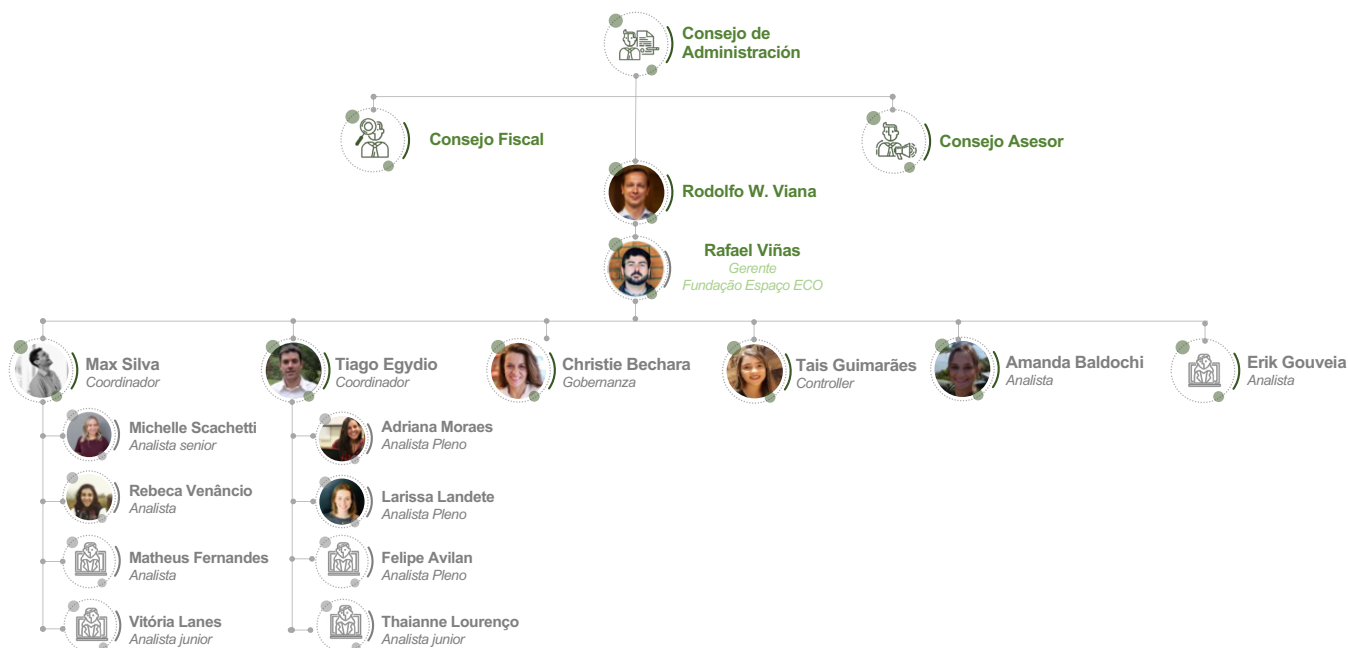 Consejo de
Administración
Consejo Fiscal
Consejo Asesor
Rodolfo W. Viana
Rafael Viñas
Gerente
Fundação Espaço ECO
Max Silva
Coordinador
Tiago Egydio
Coordinador
Christie Bechara
Gobernanza
Tais Guimarães
Controller
Amanda Baldochi
Analista
Erik Gouveia
Analista
Michelle Scachetti
Analista senior
Adriana Moraes
Analista Pleno
Rebeca Venâncio
Analista
Larissa Landete
Analista Pleno
Matheus Fernandes
Analista
Felipe Avilan
Analista Pleno
Vitória Lanes
Analista junior
Thaianne Lourenço
Analista junior